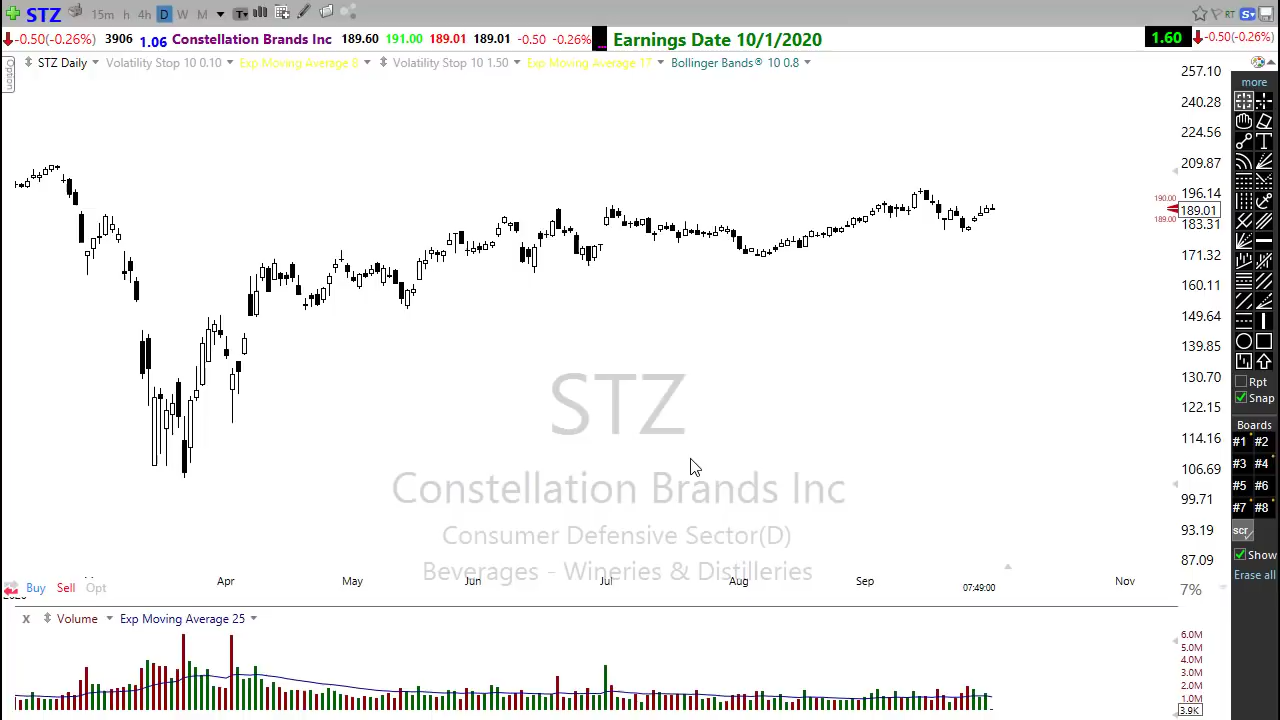 STZ 15m h 4h D W M T RT S
-0.50(-0.26%) 3906 1.06 Constellation Brands Inc 189.60 191.00 189.01 189.01 -0.50 -0.26% Earnings Date 10/1/2020 1.60 -0.50(-0.26%)
Option
STZ Daily Volatility Stop 10 0.10 Exp Moving Average 8 Volatility Stop 10 1.50 Exp Moving Average 17 Bollinger Bands® 10 0.8
257.10
240.28
224.56
209.87
196.14
190.00
189.01
189.00
183.31
171.32
160.11
149.64
139.85
130.70
122.15
114.16
106.69
99.71
93.19
87.09
more
Rpt
Snap
Boards
#1 #2
#3 #4
#5 #6
#7 #8
scr
Show
Erase all
STZ
Constellation Brands Inc
Consumer Defensive Sector(D)
Beverages - Wineries & Distilleries
Apr May Jun Jul Aug Sep Nov
Buy Sell Opt 07:49:00 7%
X Volume Exp Moving Average 25
6.0M
5.0M
4.0M
3.0M
2.0M
1.0M
3.9K